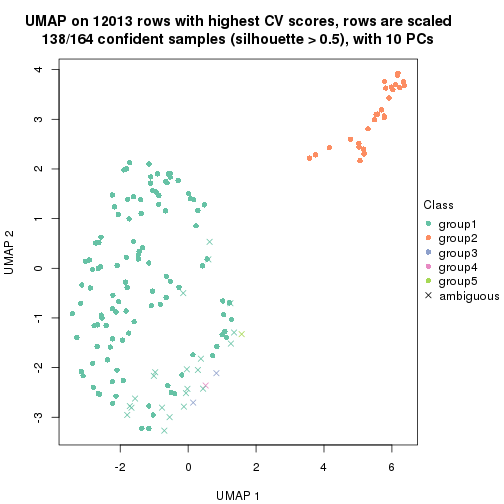 UMAP on 12013 rows with highest CV scores, rows are scaled
138/164 confident samples (silhouette > 0.5), with 10 PCs
4
3
2
1
0
-1
-2
-3
UMAP 2
-2
0
2
4
6
UMAP 1
Class
group1
group2
group3
group4
group5
ambiguous